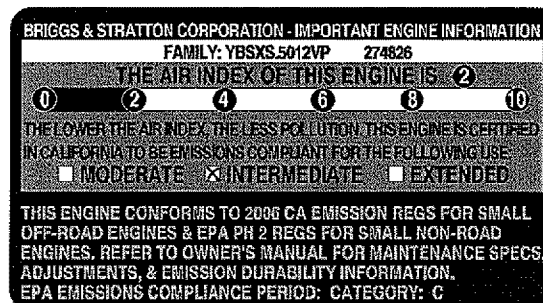 BRIGGS & STRATTON CORPORATION - IMPORTANT ENGINE INFORMATION
FAMILY: YBSXS.5012VP 274826
THE AIR INDEX OF THIS ENGINE IS 2
0 2 4 6 8 10
THE LOWER THE AIR INDEX, THE LESS POLLUTION. THIS ENGINE IS CERTIFIED
IN CALIFORNIA TO BE EMISSIONS COMPLIANT FOR THE FOLLOWING USE:
MODERATE INTERMEDIATE EXTENDED
THIS ENGINE CONFORMS TO 2006 CA EMISSION REGS FOR SMALL
OFF-ROAD ENGINES & EPA PH 2 REGS FOR SMALL NON-ROAD
ENGINES. REFER TO OWNER'S MANUAL FOR MAINTENANCE SPECS,
ADJUSTMENTS, & EMISSION DURABILITY INFORMATION.
EPA EMISSIONS COMPLIANCE PERIOD: CATEGORY: C